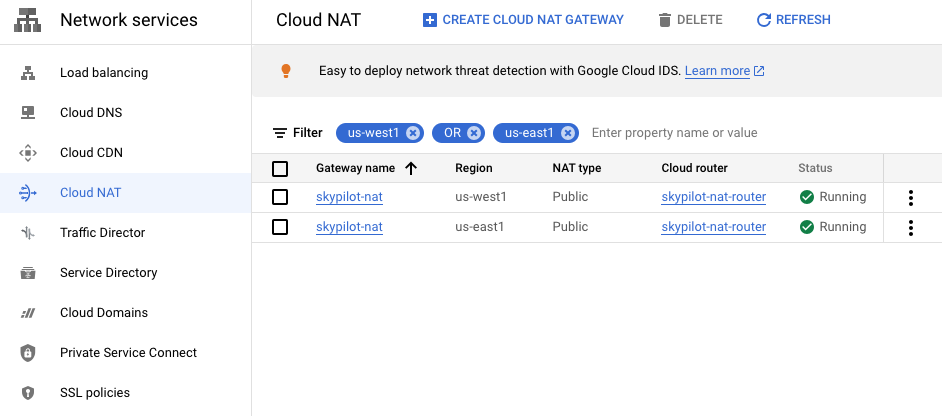 Network services
Load balancing
Cloud DNS
Cloud CDN
Cloud NAT
Traffic Director
Service Directory
Cloud Domains
Private Service Connect
SSL policies
Cloud NAT CREATE CLOUD NAT GATEWAY DELETE REFRESH
Easy to deploy network threat detection with Google Cloud IDS. Learn more
Filter us-west1 OR us-east1 Enter property name or value
Gateway name Region NAT type Cloud router Status
skypilot-nat us-west1 Public skypilot-nat-router Running
skypilot-nat us-east1 Public skypilot-nat-router Running